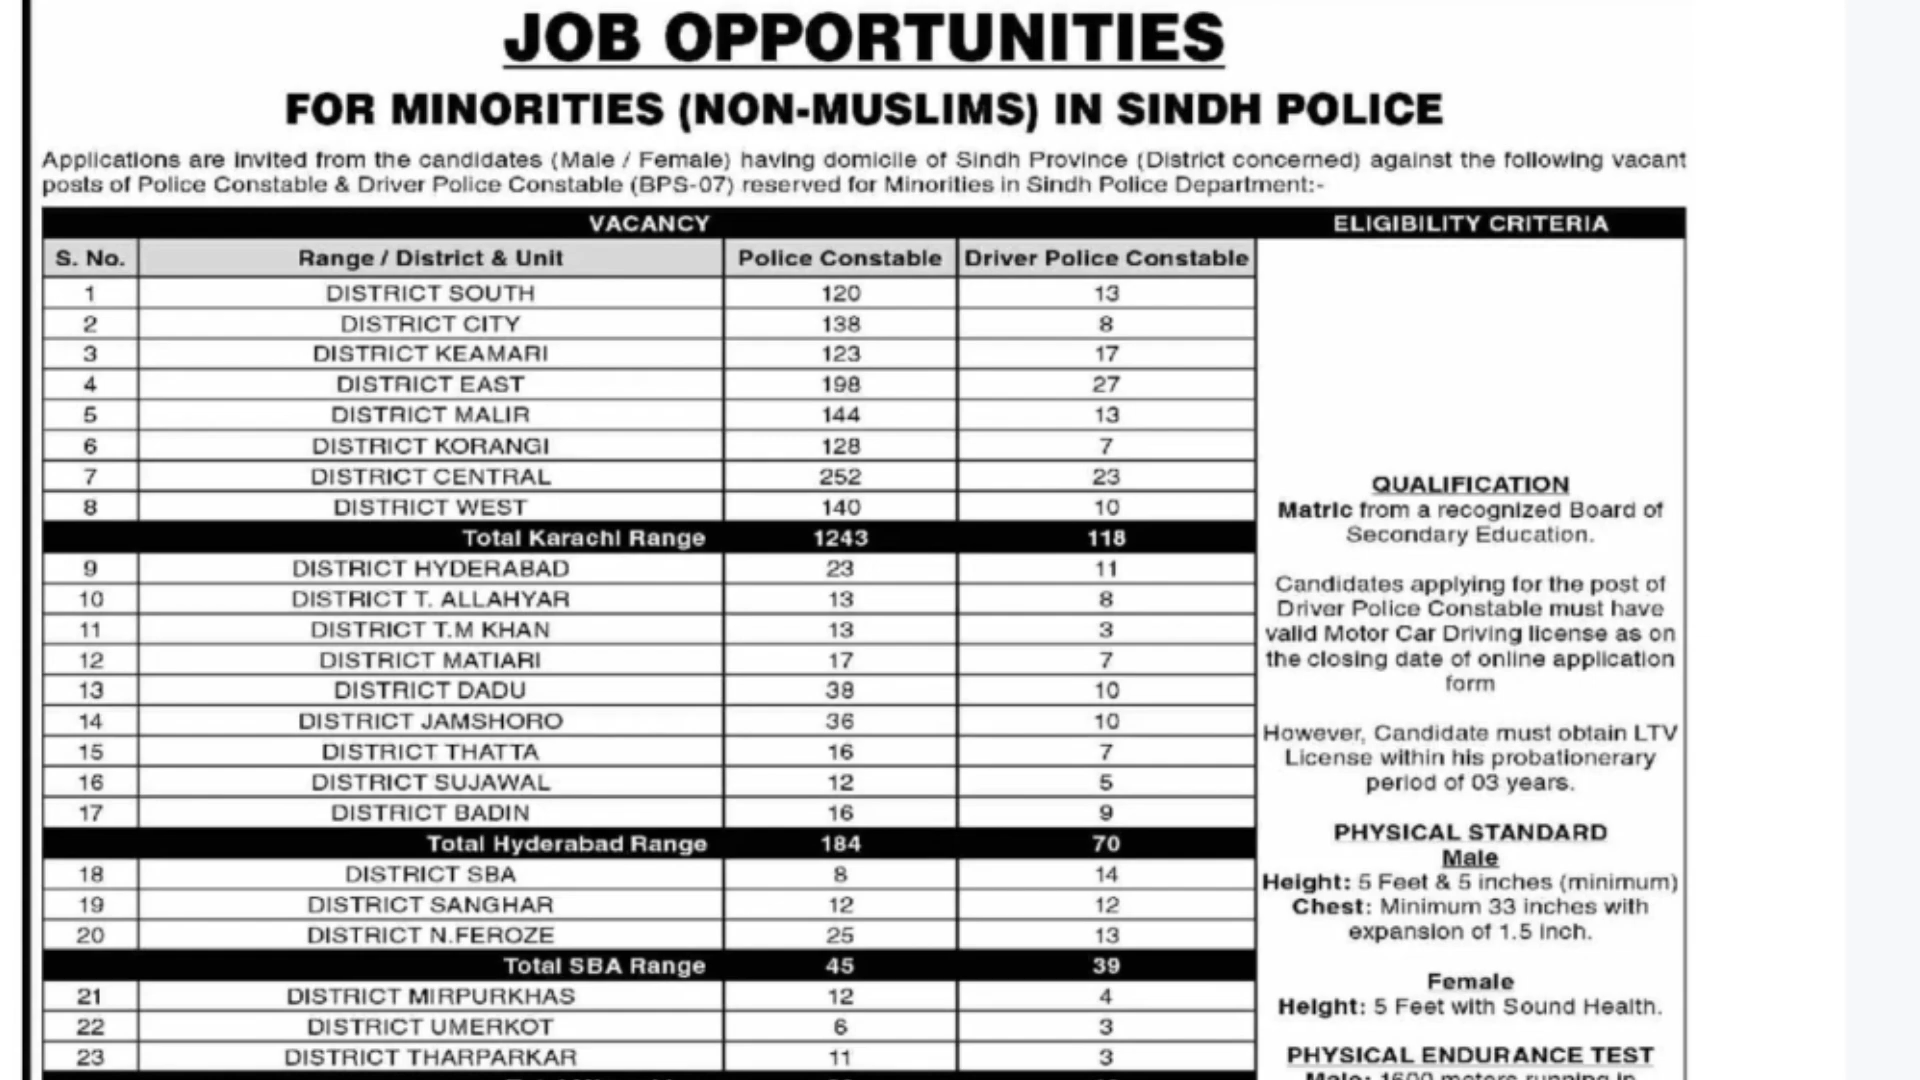 JOB OPPORTUNITIES
FOR MINORITIES (NON-MUSLIMS) IN SINDH POLICE
Applications are invited from the candidates (Male / Female) having domicile of Sindh Province (District concerned) against the following vacant
posts of Police Constable & Driver Police Constable (BPS-07) reserved for Minorities in Sindh Police Department:-
VACANCY
S. No. Range / District & Unit Police Constable Driver Police Constable
1 DISTRICT SOUTH 120 13
2 DISTRICT CITY 138 8
3 DISTRICT KEAMARI 123 17
4 DISTRICT EAST 198 27
5 DISTRICT MALIR 144 13
6 DISTRICT KORANGI 128 7
7 DISTRICT CENTRAL 252 23
8 DISTRICT WEST 140 10
Total Karachi Range 1243 118
9 DISTRICT HYDERABAD 23 11
10 DISTRICT T. ALLAHYAR 13 8
11 DISTRICT T.M KHAN 13 3
12 DISTRICT MATIARI 17 7
13 DISTRICT DADU 38 10
14 DISTRICT JAMSHORO 36 10
15 DISTRICT THATTA 16 7
16 DISTRICT SUJAWAL 12 5
17 DISTRICT BADIN 16 9
Total Hyderabad Range 184 70
18 DISTRICT SBA 8 14
19 DISTRICT SANGHAR 12 12
20 DISTRICT N.FEROZE 25 13
Total SBA Range 45 39
21 DISTRICT MIRPURKHAS 12 4
22 DISTRICT UMERKOT 6 3
23 DISTRICT THARPARKAR 11 3
ELIGIBILITY CRITERIA
QUALIFICATION
Matric from a recognized Board of
Secondary Education.
Candidates applying for the post of
Driver Police Constable must have
valid Motor Car Driving license as on
the closing date of online application
form
However, Candidate must obtain LTV
License within his probationerary
period of 03 years.
PHYSICAL STANDARD
Male
Height: 5 Feet & 5 inches (minimum)
Chest: Minimum 33 inches with
expansion of 1.5 inch.
Female
Height: 5 Feet with Sound Health.
PHYSICAL ENDURANCE TEST
Male: 1600 meters running in